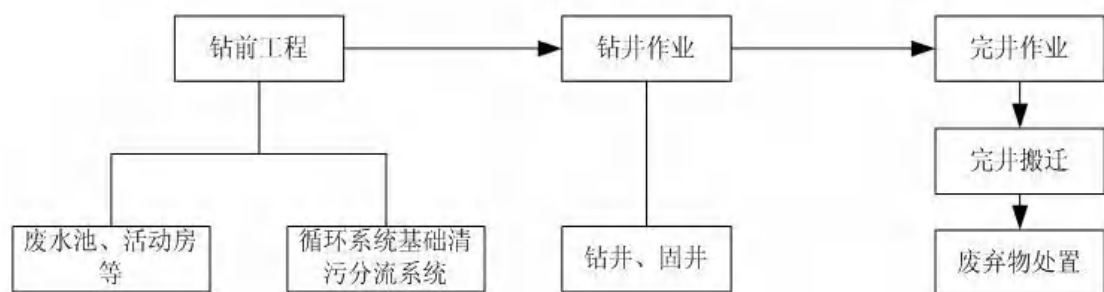 钻前工程
钻井作业
完井作业
完井搬迁
废水池、活动房
等
循环系统基础清
污分流系统
钻井、固井
废弃物处置